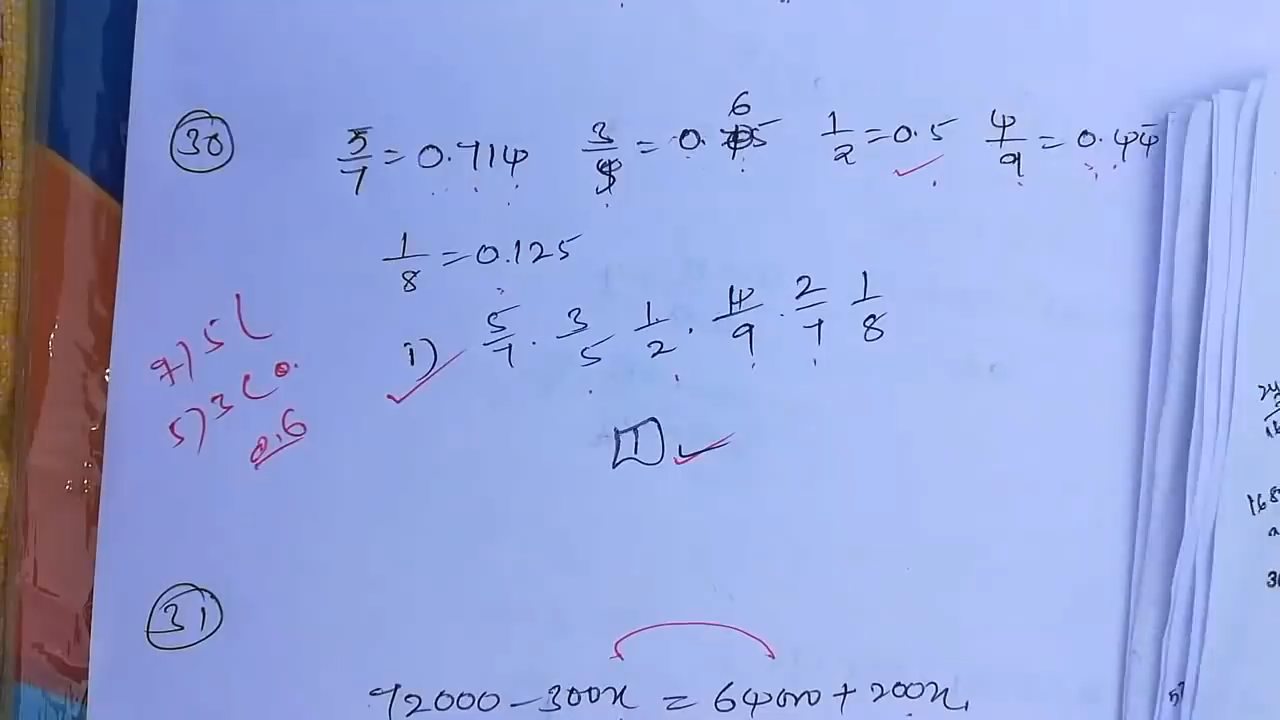 30 5/7 = 0.714 3/5 = 0.6 1/2 = 0.5 4/9 = 0.44
1/8 = 0.125
i) 5/7 . 3/5 1/2 . 4/9 . 2/7 1/8
7)5(
5)3(0.
0.6
1
31
92000 - 300x = 6400 + 200x